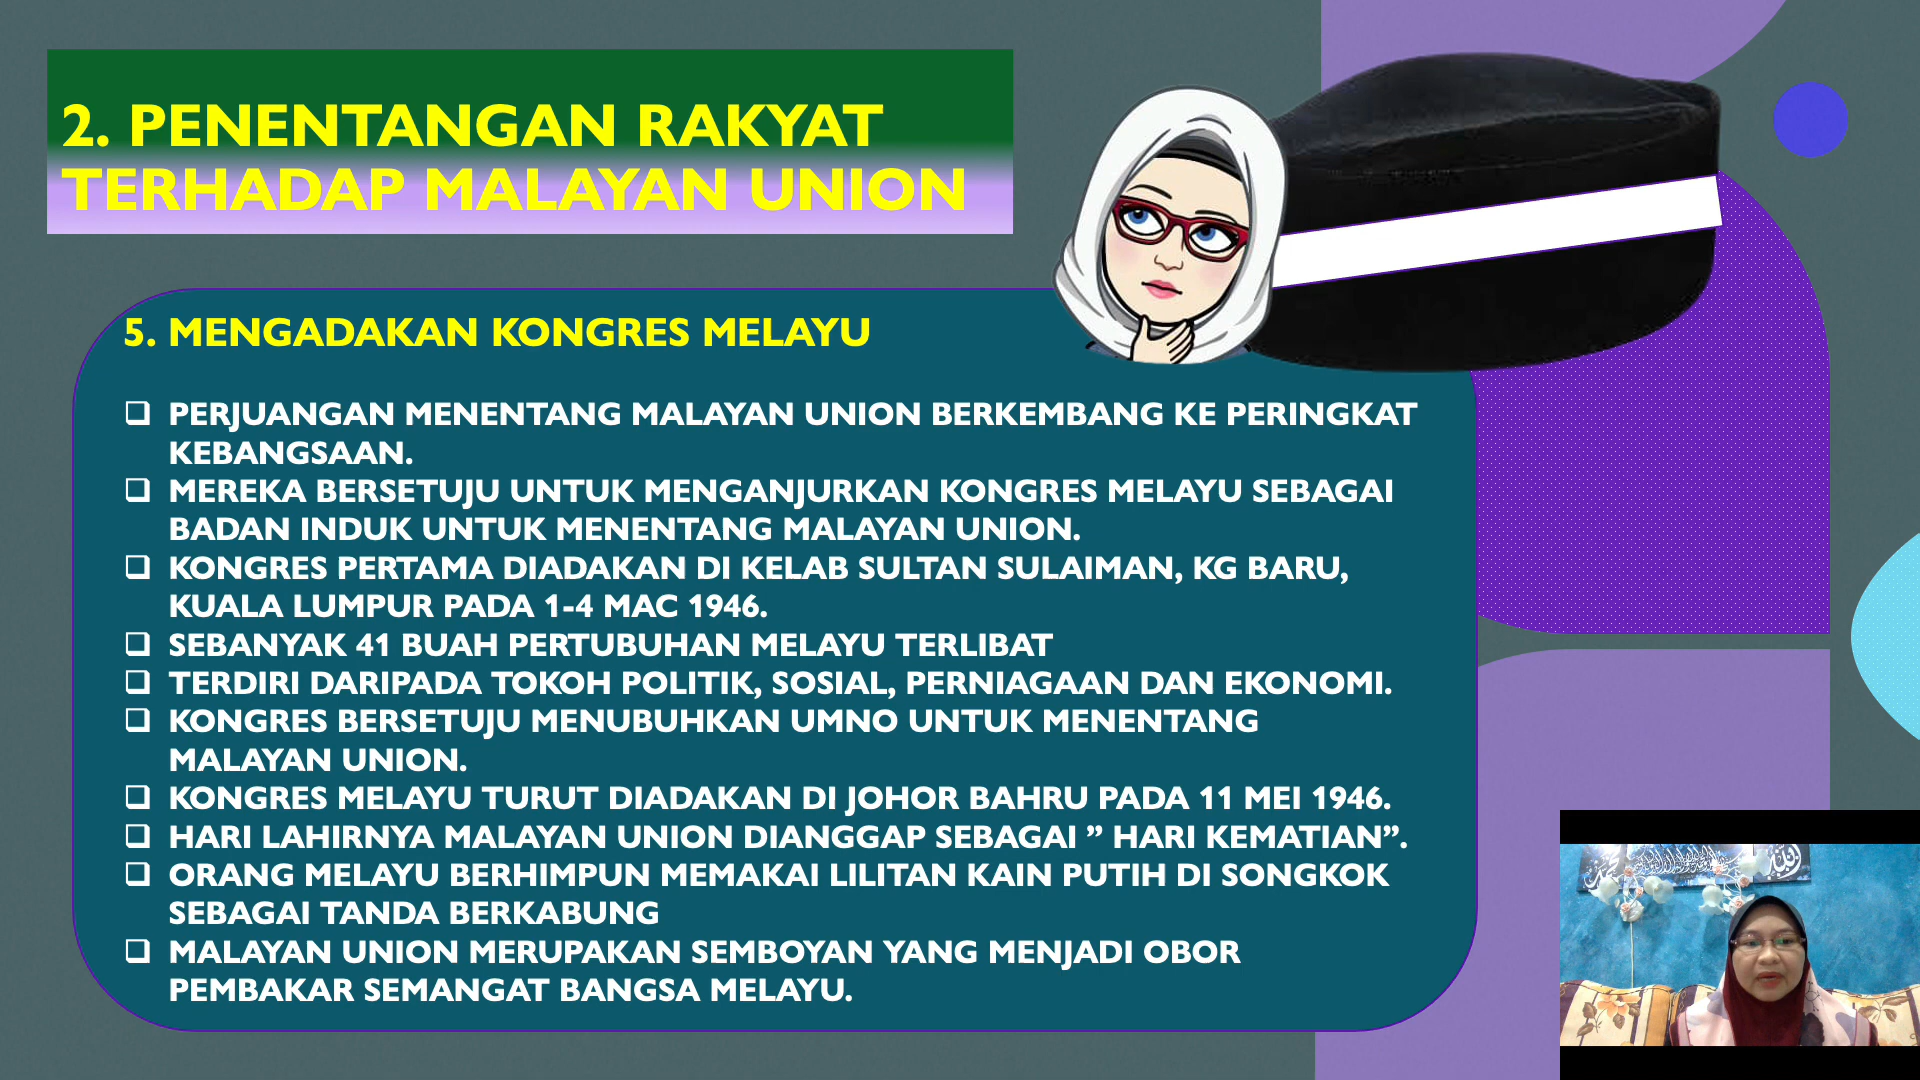 2. PENENTANGAN RAKYAT
TERHADAP MALAYAN UNION
5. MENGADAKAN KONGRES MELAYU
❑ PERJUANGAN MENENTANG MALAYAN UNION BERKEMBANG KE PERINGKAT
KEBANGSAAN.
❑ MEREKA BERSETUJU UNTUK MENGANJURKAN KONGRES MELAYU SEBAGAI
BADAN INDUK UNTUK MENENTANG MALAYAN UNION.
❑ KONGRES PERTAMA DIADAKAN DI KELAB SULTAN SULAIMAN, KG BARU,
KUALA LUMPUR PADA 1-4 MAC 1946.
❑ SEBANYAK 41 BUAH PERTUBUHAN MELAYU TERLIBAT
❑ TERDIRI DARIPADA TOKOH POLITIK, SOSIAL, PERNIAGAAN DAN EKONOMI.
❑ KONGRES BERSETUJU MENUBUHKAN UMNO UNTUK MENENTANG
MALAYAN UNION.
❑ KONGRES MELAYU TURUT DIADAKAN DI JOHOR BAHRU PADA 11 MEI 1946.
❑ HARI LAHIRNYA MALAYAN UNION DIANGGAP SEBAGAI ” HARI KEMATIAN”.
❑ ORANG MELAYU BERHIMPUN MEMAKAI LILITAN KAIN PUTIH DI SONGKOK
SEBAGAI TANDA BERKABUNG
❑ MALAYAN UNION MERUPAKAN SEMBOYAN YANG MENJADI OBOR
PEMBAKAR SEMANGAT BANGSA MELAYU.